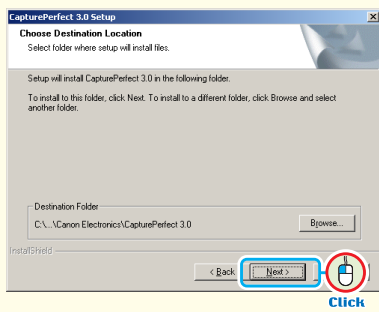 CapturePerfect 3.0 Setup
Choose Destination Location
Select folder where setup will install files.
Setup will install CapturePerfect 3.0 in the following folder.
To install to this folder, click Next. To install to a different folder, click Browse and select
another folder.
Destination Folder
C:\...\Canon Electronics\CapturePerfect 3.0
Browse...
InstallShield
< Back
Next >
Click